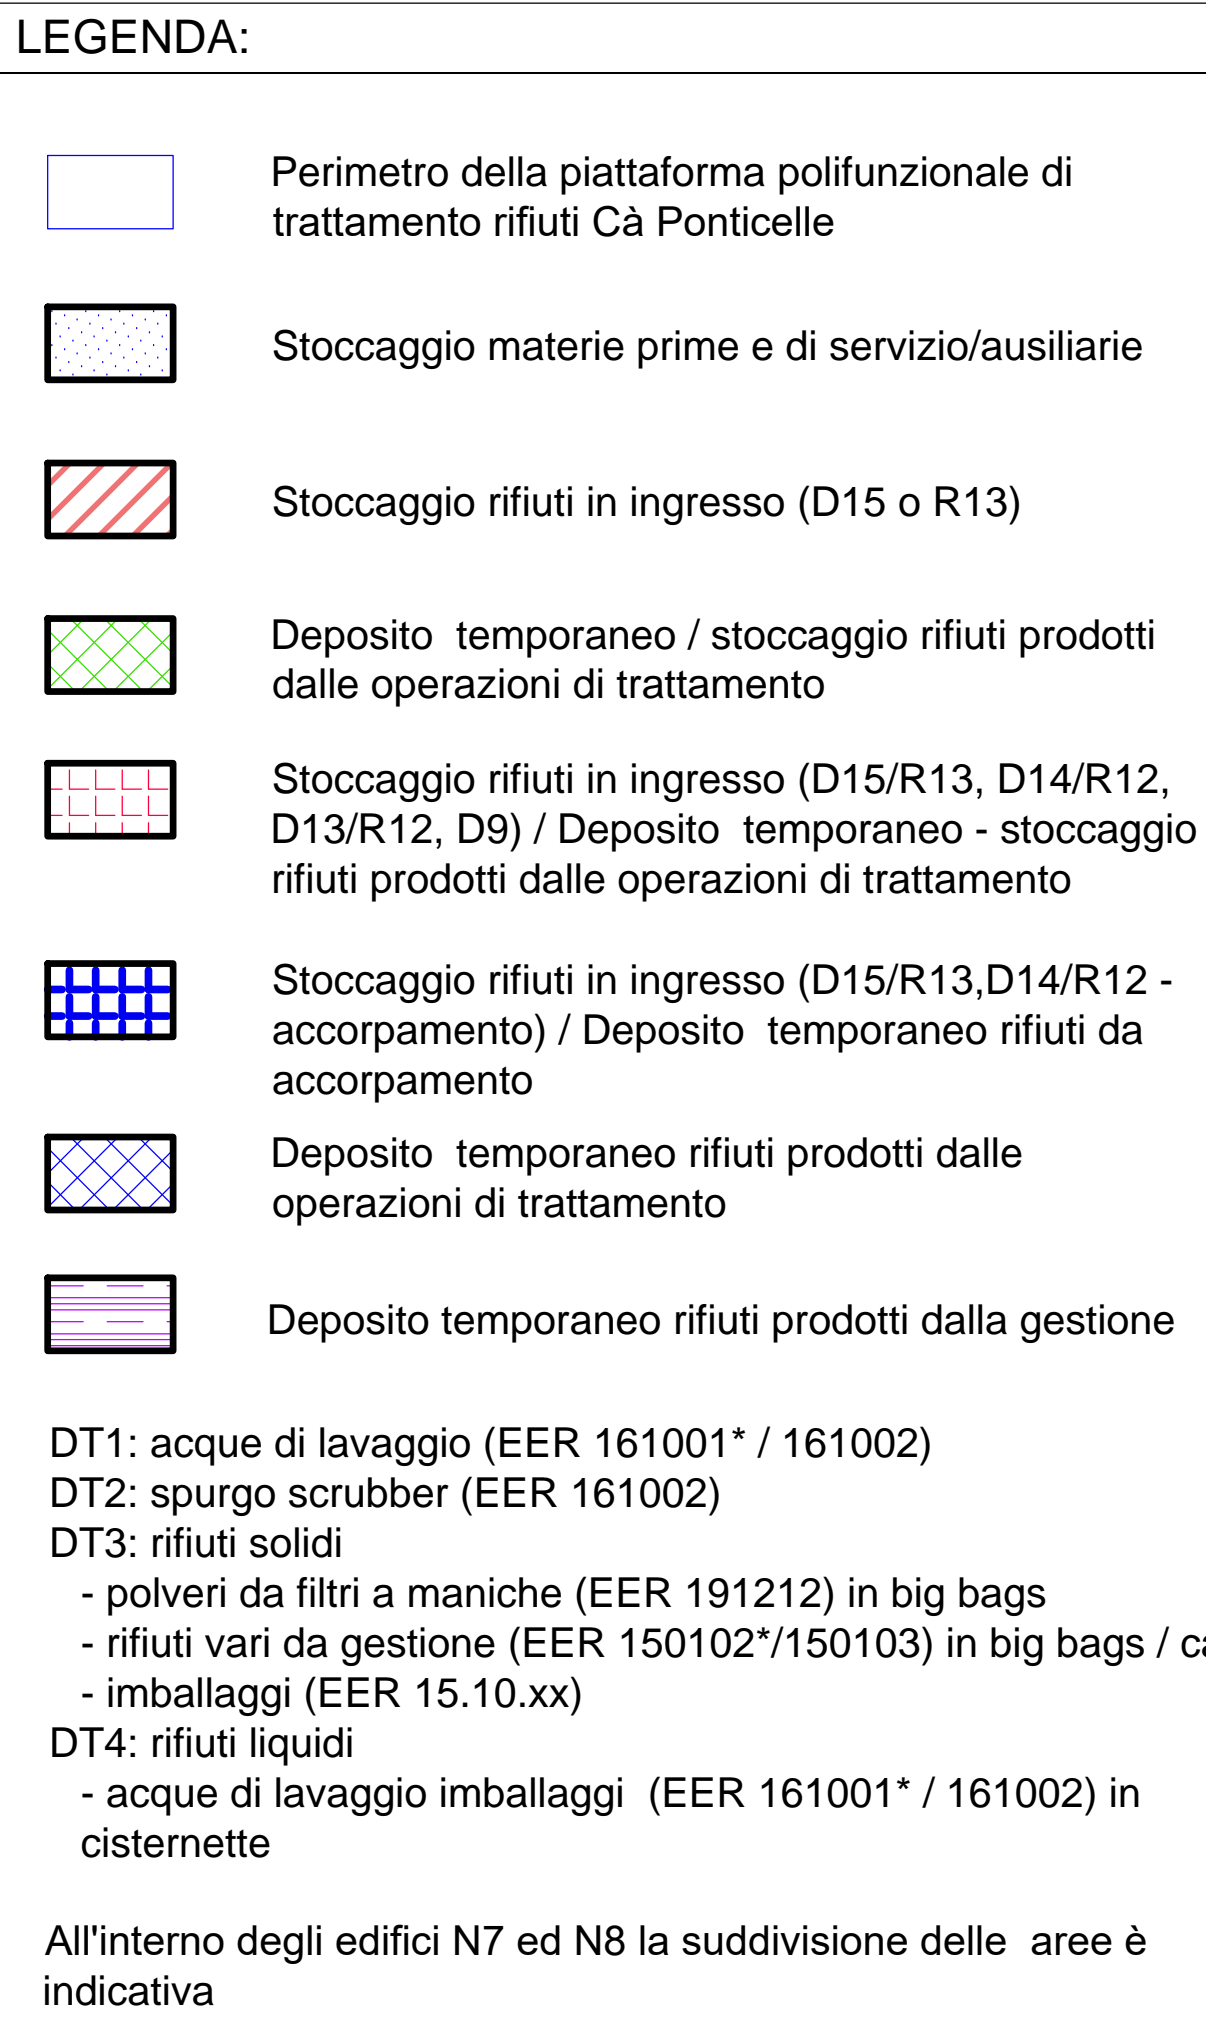 LEGENDA:
Perimetro della piattaforma polifunzionale di
trattamento rifiuti Cà Ponticelle
Stoccaggio materie prime e di servizio/ausiliarie
Stoccaggio rifiuti in ingresso (D15 o R13)
Deposito  temporaneo / stoccaggio rifiuti prodotti
dalle operazioni di trattamento
Stoccaggio rifiuti in ingresso (D15/R13, D14/R12,
D13/R12, D9) / Deposito  temporaneo - stoccaggio
rifiuti prodotti dalle operazioni di trattamento
Stoccaggio rifiuti in ingresso (D15/R13,D14/R12 -
accorpamento) / Deposito  temporaneo rifiuti da
accorpamento
Deposito  temporaneo rifiuti prodotti dalle
operazioni di trattamento
Deposito temporaneo rifiuti prodotti dalla gestione
DT1: acque di lavaggio (EER 161001* / 161002)
DT2: spurgo scrubber (EER 161002)
DT3: rifiuti solidi
- polveri da filtri a maniche (EER 191212) in big bags
- rifiuti vari da gestione (EER 150102*/150103) in big bags /
- imballaggi (EER 15.10.xx)
DT4: rifiuti liquidi
- acque di lavaggio imballaggi  (EER 161001* / 161002) in
cisternette
All'interno degli edifici N7 ed N8 la suddivisione delle  aree è
indicativa